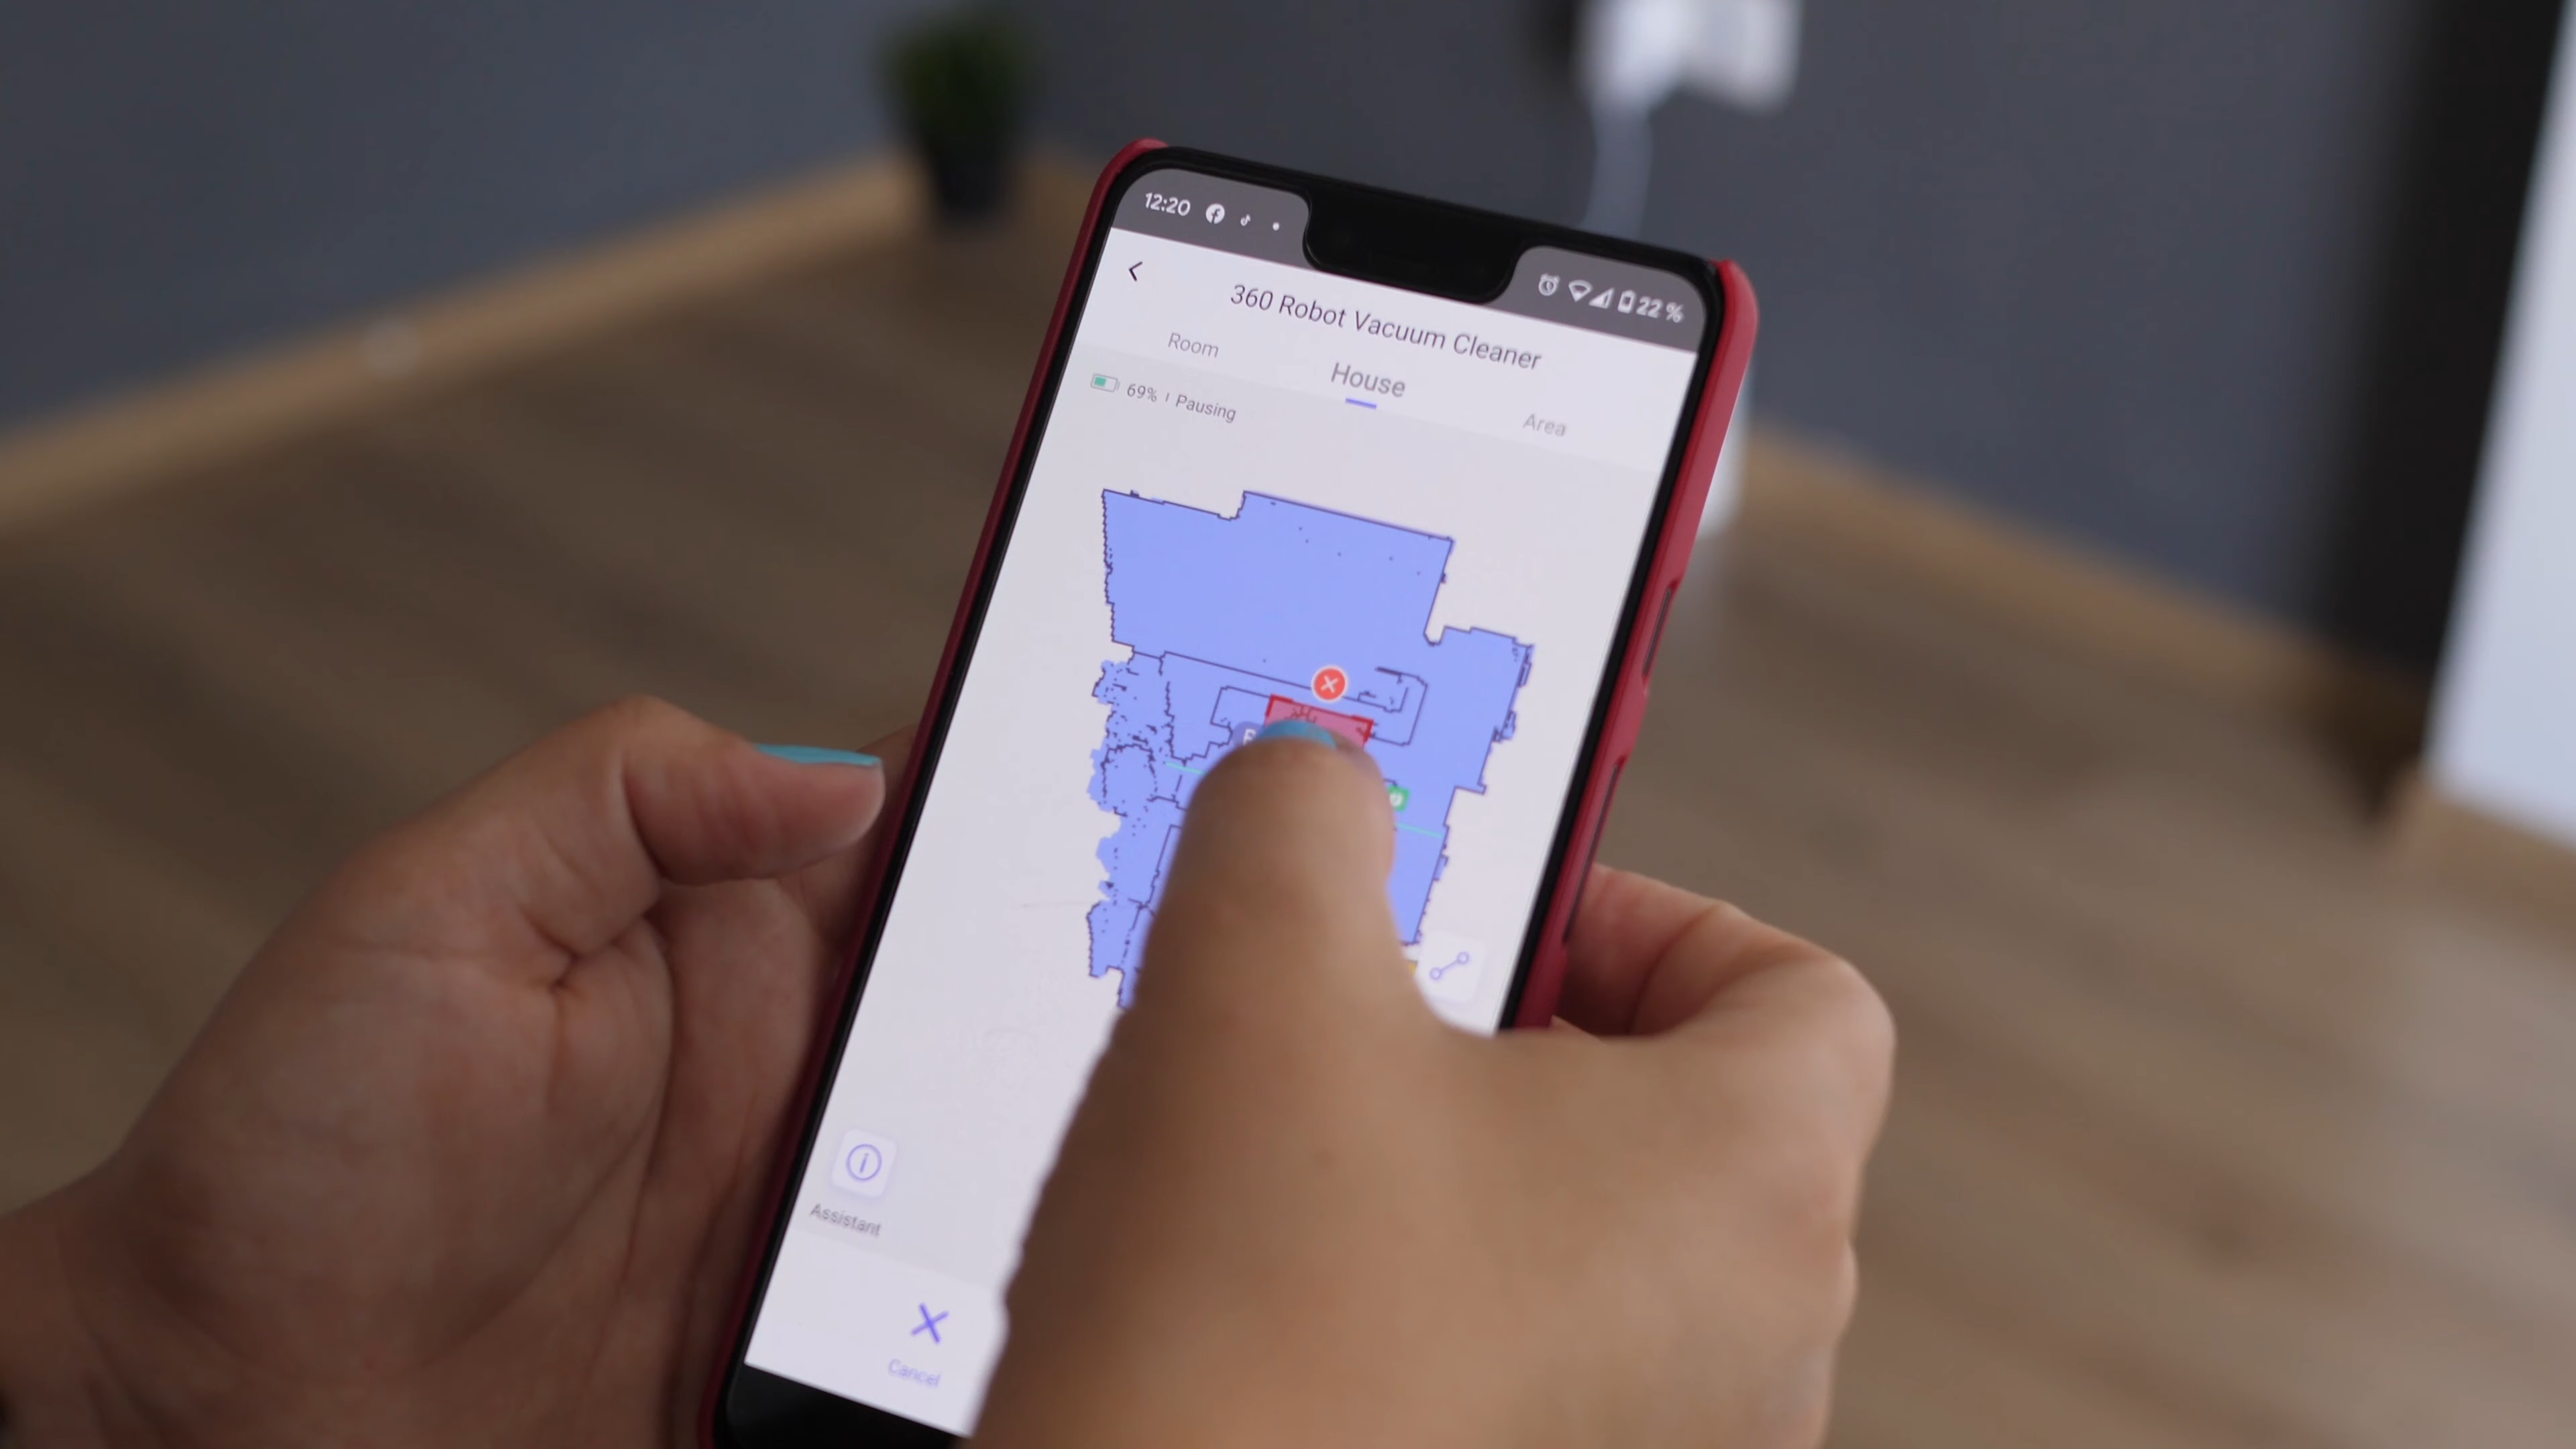 12:20
22 %
360 Robot Vacuum Cleaner
Room
House
Area
69% | Pausing
Assistant
Cancel